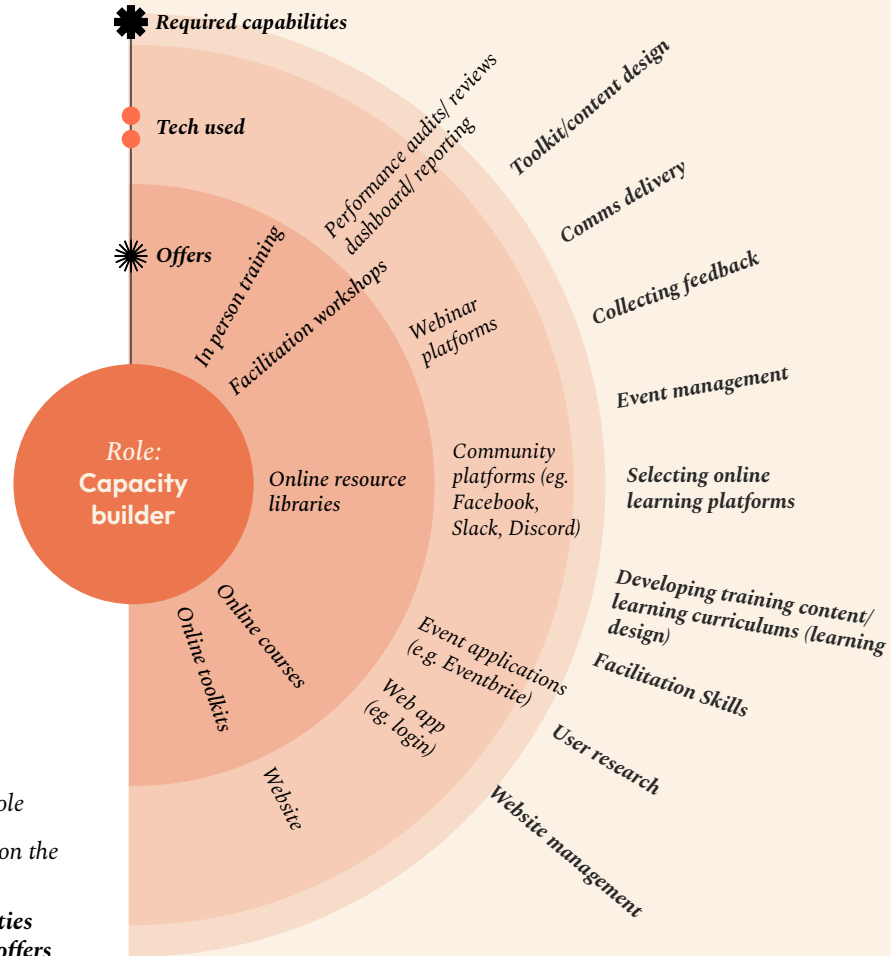 Required capabilities
Tech used
Offers
Role:
Capacity
builder
In person training
Facilitation workshops
Online resource
libraries
Online courses
Online toolkits
Performance audits/ reviews
dashboard/ reporting
Webinar
platforms
Community
platforms (eg.
Facebook,
Slack, Discord)
Event applications
(e.g. Eventbrite)
Web app
(eg. login)
Website
Toolkit/content design
Comms delivery
Collecting feedback
Event management
Selecting online
learning platforms
Developing training content/
learning curriculums (learning
design)
Facilitation Skills
User research
Website management
on the
offers